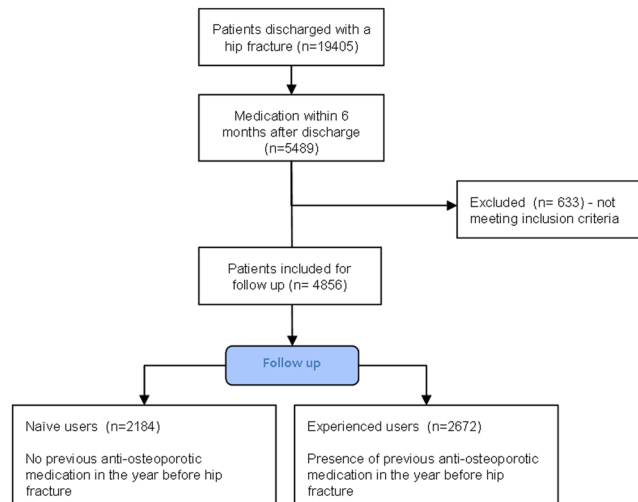 Patients discharged with a
hip fracture (n=19405)
Medication within 6
months after discharge
(n=5489)
Excluded (n= 633) - not
meeting inclusion criteria
Patients included for
follow up (n= 4856)
Follow up
Naïve users (n=2184)
No previous anti-osteoporotic
medication in the year before hip
fracture
Experienced users (n=2672)
Presence of previous anti-osteoporotic
medication in the year before hip
fracture